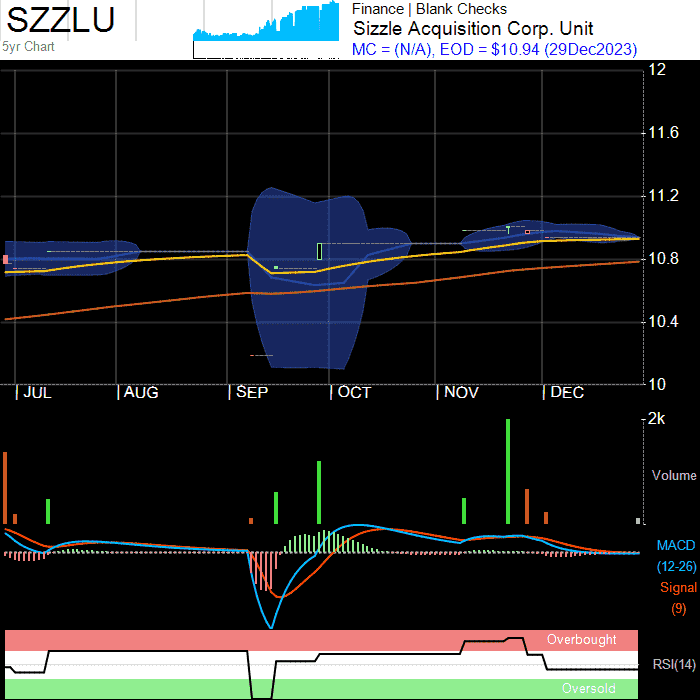 SZZLU
5yr Chart
Finance | Blank Checks
Sizzle Acquisition Corp. Unit
MC = (N/A), EOD = $10.94 (29Dec2023)
12
11.6
11.2
10.8
10.4
10
JUL AUG SEP OCT NOV DEC
2k
Volume
MACD
(12-26)
Signal
(9)
Overbought
RSI(14)
Oversold